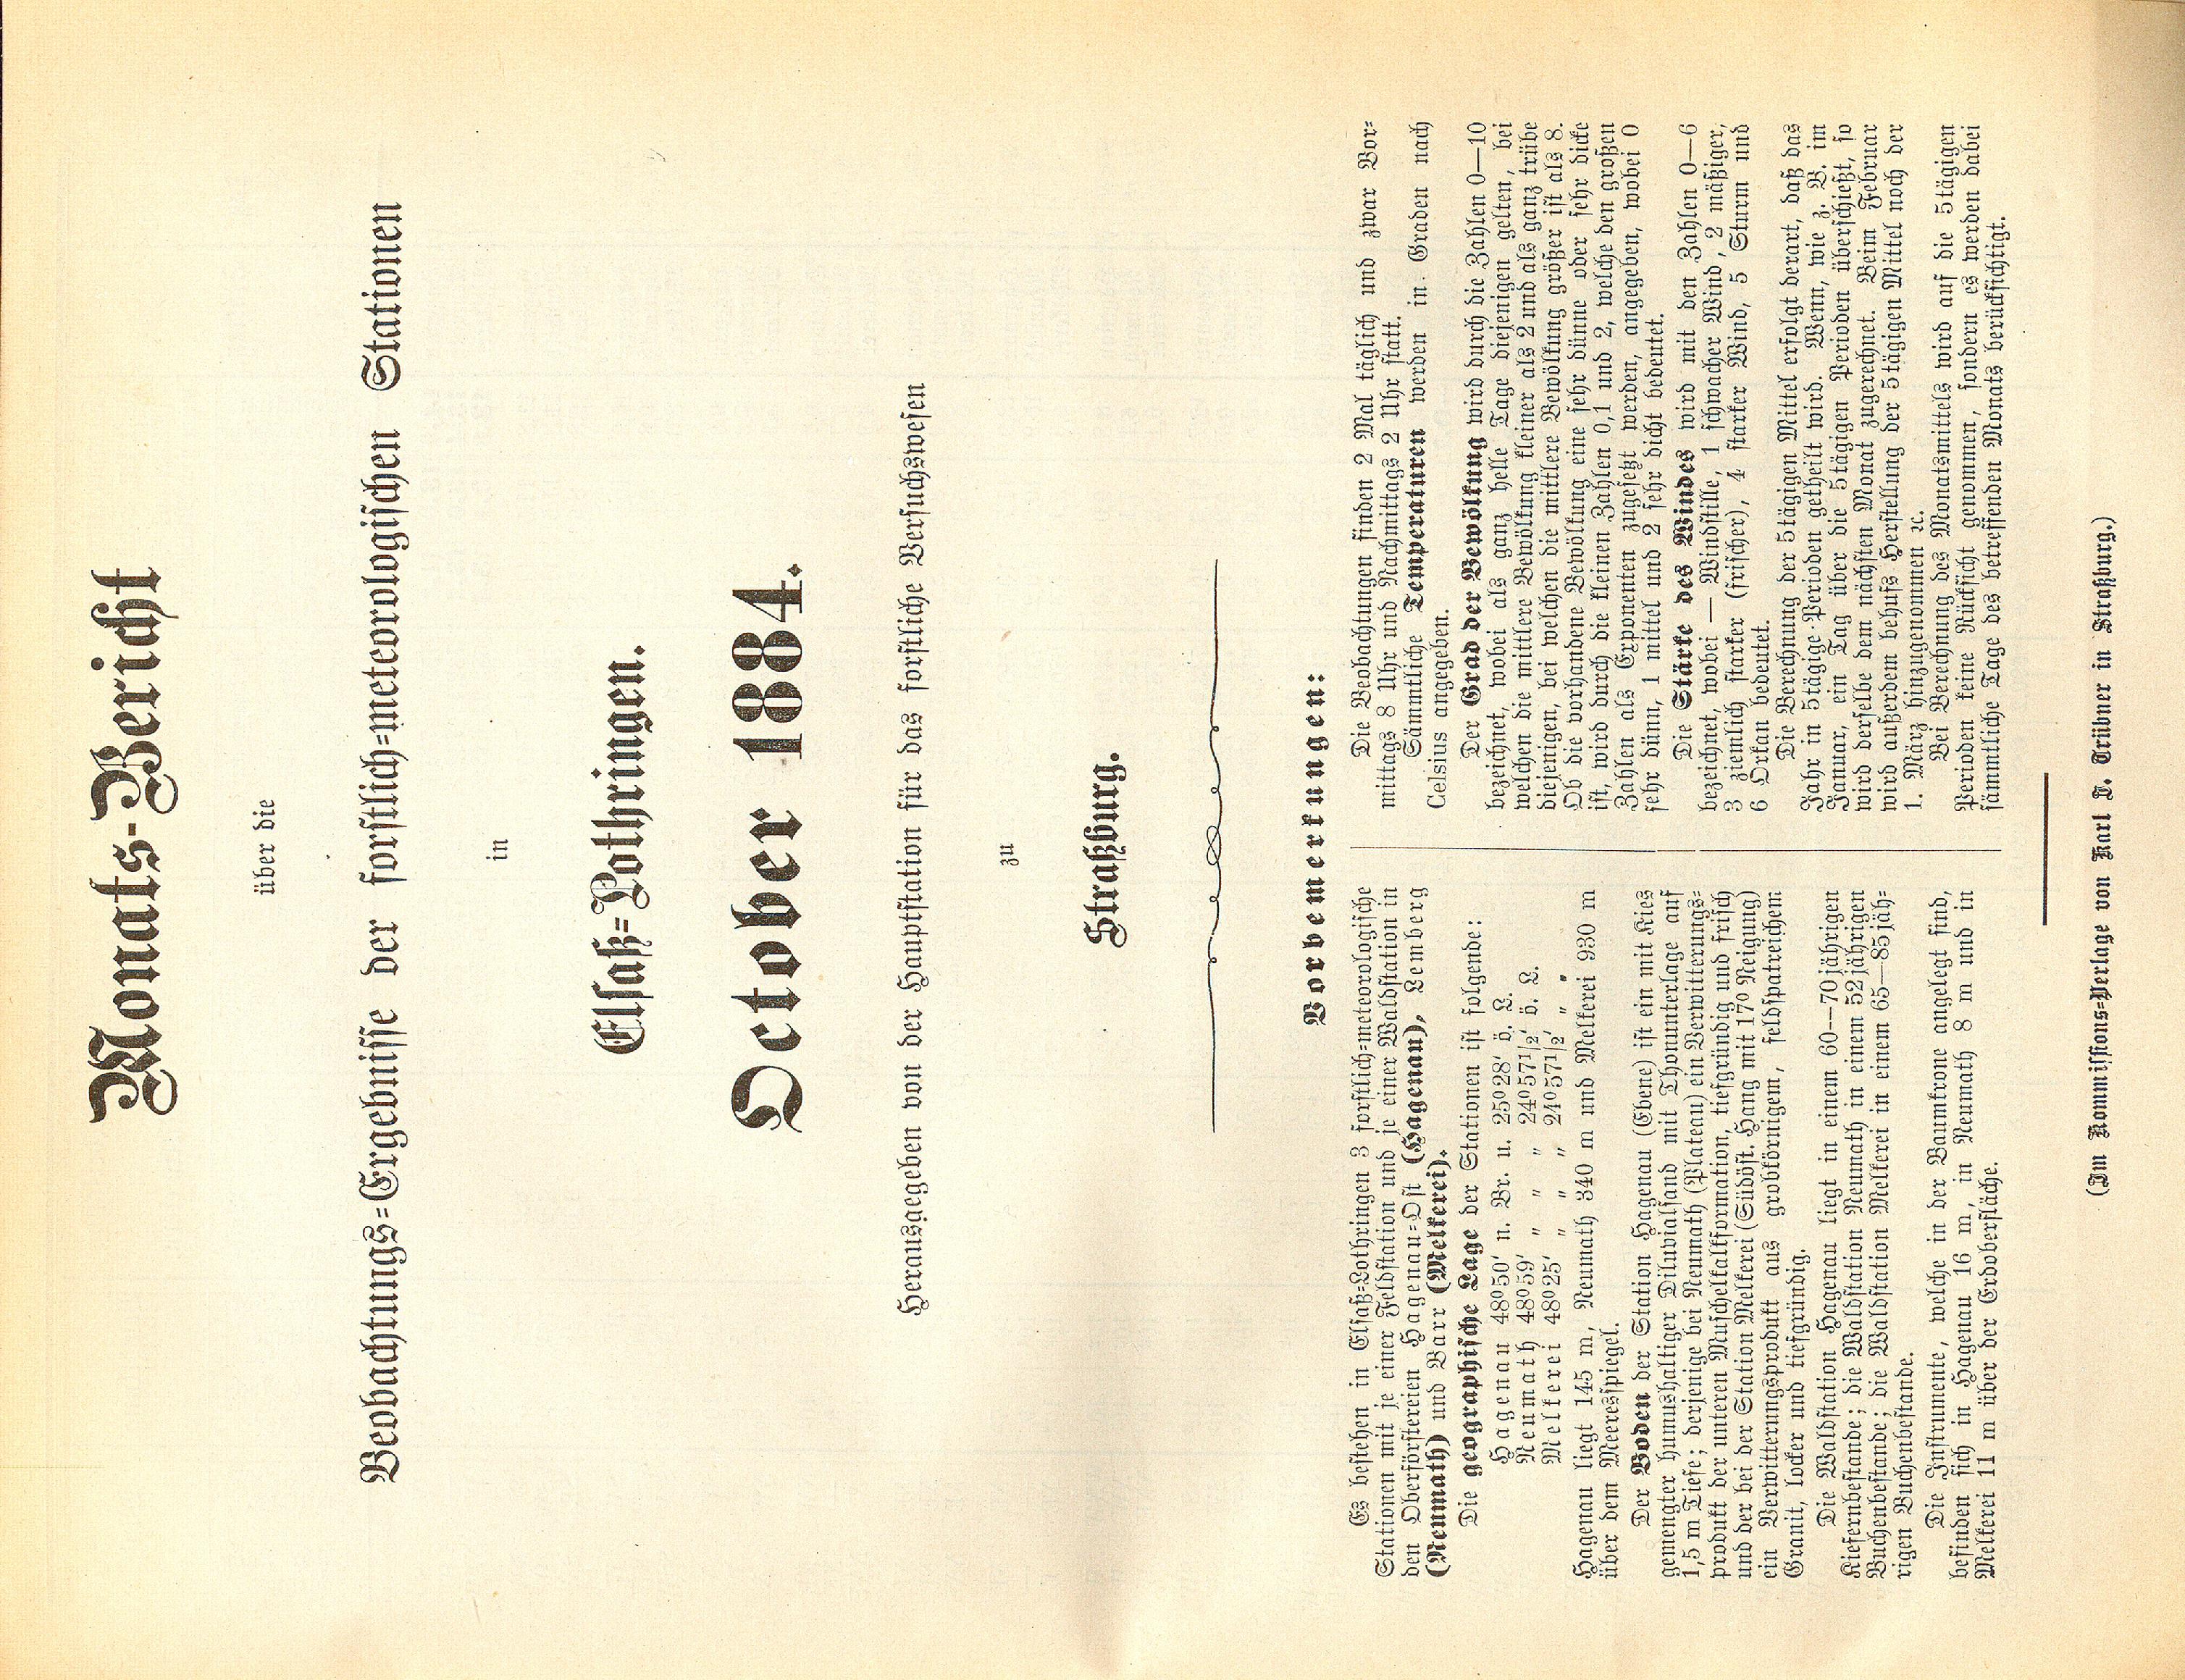 Monats-Bericht
über die
Beobachtungs-Ergebnisse der forstlich-meteorologischen Stationen
in
Elsaß-Lothringen.
October 1884.
Herausgegeben von der Hauptstation für das forstliche Versuchswesen
zu
Straßburg.
Vorbemerkungen:
Es bestehen in Elsaß-Lothringen 3 forstlich-meteorologische
Stationen mit je einer Feldstation und je einer Waldstation in
den Oberförstereien Hagenau-Ost (Hagenau), Lemberg
(Neumath) und Barr (Melkerei).
Die geographische Lage der Stationen ist folgende:
Hagenau 48°50' n. Br. u. 25°28' ö. L.
Neumath 48°59' „ „ „ 24°57½' ö. L.
Melkerei 48°25' „ „ „ 24°57½' „ „
Hagenau liegt 145 m, Neumath 340 m und Melkerei 930 m
über dem Meeresspiegel.
Der Boden der Station Hagenau (Ebene) ist ein mit Kies
gemengter humushaltiger Diluvialsand mit Thonunterlage auf
1,5 m Tiefe; derjenige bei Neumath (Plateau) ein Verwitterungs-
produkt der unteren Muschelkalkformation, tiefgründig und frisch
und der bei der Station Melkerei (Südöst. Hang mit 17° Neigung)
ein Verwitterungsprodukt aus grobkörnigem, feldspatreichem
Granit, locker und tiefgründig.
Die Waldstation Hagenau liegt in einem 60—70jährigen
Kiefernbestande; die Waldstation Neumath in einem 52jährigen
Buchenbestande; die Waldstation Melkerei in einem 65—85jäh-
rigen Buchenbestande.
Die Instrumente, welche in der Baumkrone angelegt sind,
befinden sich in Hagenau 16 m, in Neumath 8 m und in
Melkerei 11 m über der Erdoberfläche.
Die Beobachtungen finden 2 Mal täglich und zwar Vor-
mittags 8 Uhr und Nachmittags 2 Uhr statt.
Sämmtliche Temperaturen werden in Graden nach
Celsius angegeben.
Der Grad der Bewölkung wird durch die Zahlen 0—10
bezeichnet, wobei als ganz helle Tage diejenigen gelten, bei
welchen die mittlere Bewölkung kleiner als 2 und als ganz trübe
diejenigen, bei welchen die mittlere Bewölkung größer ist als 8.
Ob die vorhandene Bewölkung eine sehr dünne oder sehr dicke
ist, wird durch die kleinen Zahlen 0,1 und 2, welche den großen
Zahlen als Exponenten zugesetzt werden, angegeben, wobei 0
sehr dünn, 1 mittel und 2 sehr dicht bedeutet.
Die Stärke des Windes wird mit den Zahlen 0—6
bezeichnet, wobei — Windstille, 1 schwacher Wind, 2 mäßiger,
3 ziemlich starker (frischer), 4 starker Wind, 5 Sturm und
6 Orkan bedeutet.
Die Berechnung der 5tägigen Mittel erfolgt derart, daß das
Jahr in 5tägige Perioden getheilt wird. Wenn, wie z. B. im
Januar, ein Tag über die 5tägigen Perioden überschießt, so
wird derselbe dem nächsten Monat zugerechnet. Beim Februar
wird außerdem behufs Herstellung der 5tägigen Mittel noch der
1. März hinzugenommen ꝛc.
Bei Berechnung des Monatsmittels wird auf die 5tägigen
Perioden keine Rücksicht genommen, sondern es werden dabei
sämmtliche Tage des betreffenden Monats berücksichtigt.
(Im Kommissions-Verlage von Karl J. Trübner in Straßburg.)